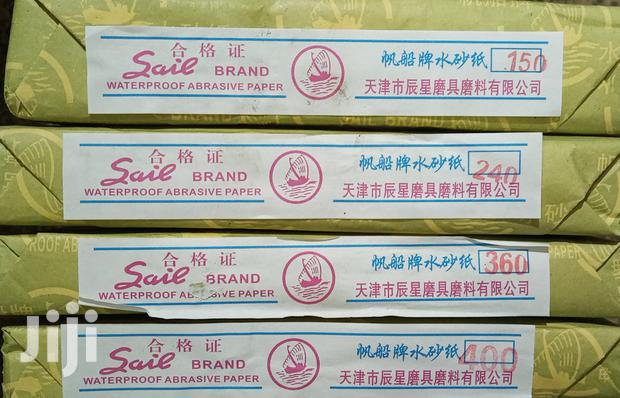 合格证
Sail BRAND
WATERPROOF ABRASIVE PAPER
帆船牌水砂纸 150
天津市辰星磨具磨料有限公司
合格证
Sail BRAND
WATERPROOF ABRASIVE PAPER
帆船牌水砂纸 240
天津市辰星磨具磨料有限公司
合格证
Sail BRAND
WATERPROOF ABRASIVE PAPER
帆船牌水砂纸 360
天津市辰星磨具磨料有限公司
合格证
Sail BRAND
WATERPROOF ABRASIVE PAPER
帆船牌水砂纸 400
天津市辰星磨具磨料有限公司
SAIL BRAND
PROOF AB
PAPER
Jiji